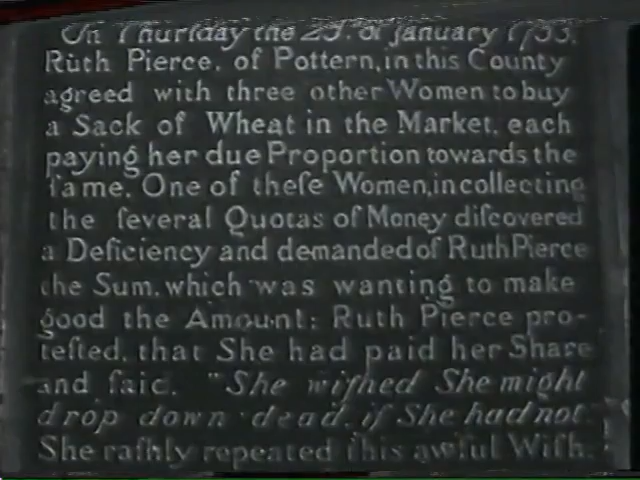 On Thurſday the 25. of January 1753.
Ruth Pierce, of Pottern, in this County
agreed with three other Women to buy
a Sack of Wheat in the Market, each
paying her due Proportion towards the
ſame. One of theſe Women, in collecting
the ſeveral Quotas of Money diſcovered
a Deficiency and demanded of Ruth Pierce
the Sum, which was wanting to make
good the Amount: Ruth Pierce pro-
teſted, that She had paid her Share
and ſaid, "She wiſhed She might
drop down dead, if She had not.
She raſhly repeated this awful Wiſh.